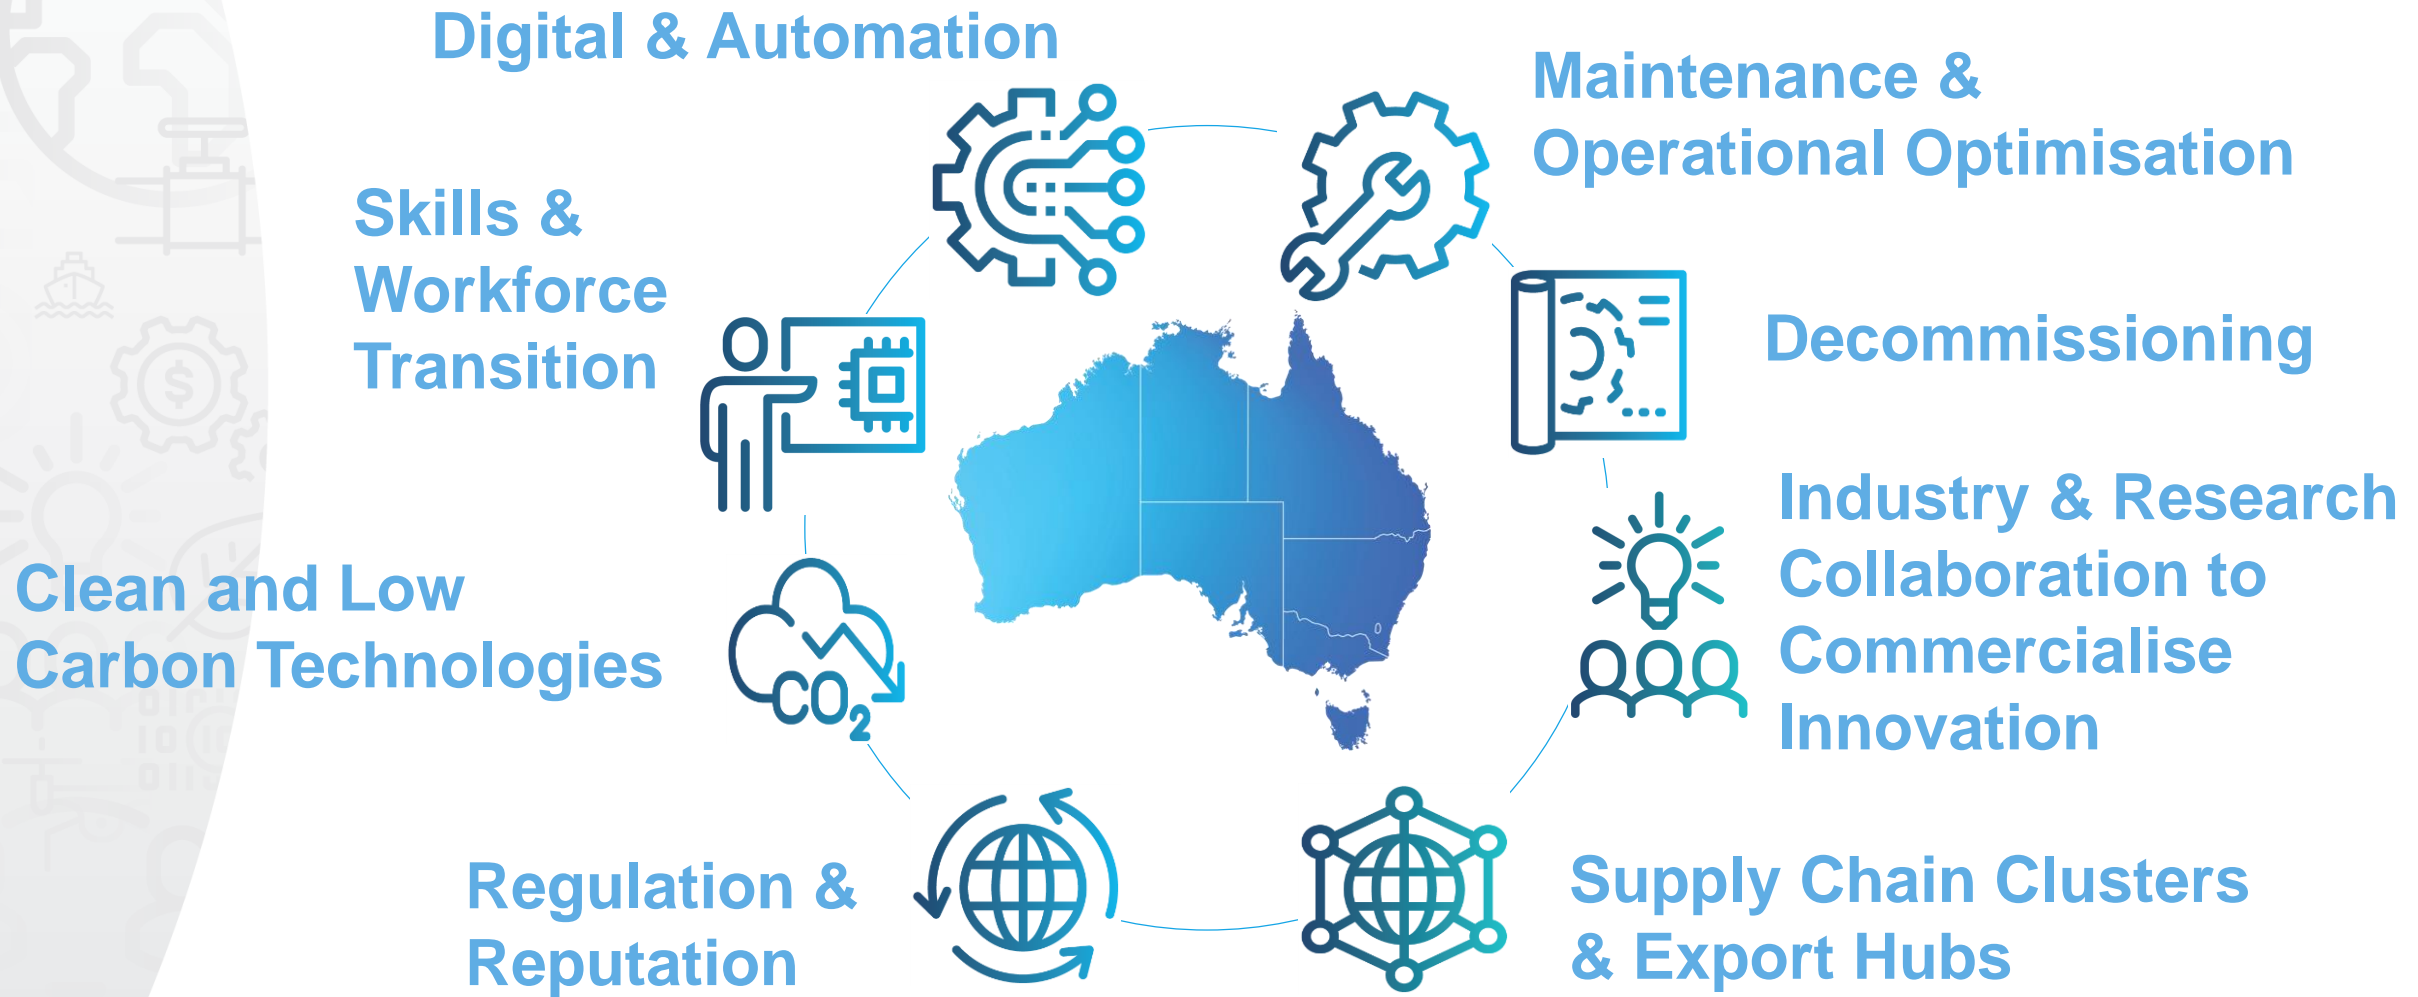 Digital & Automation
Maintenance &
Operational Optimisation
Skills &
Workforce
Transition
Decommissioning
Industry & Research
Collaboration to
Commercialise
Innovation
Clean and Low
Carbon Technologies
CO2
Regulation &
Reputation
Supply Chain Clusters
& Export Hubs
$